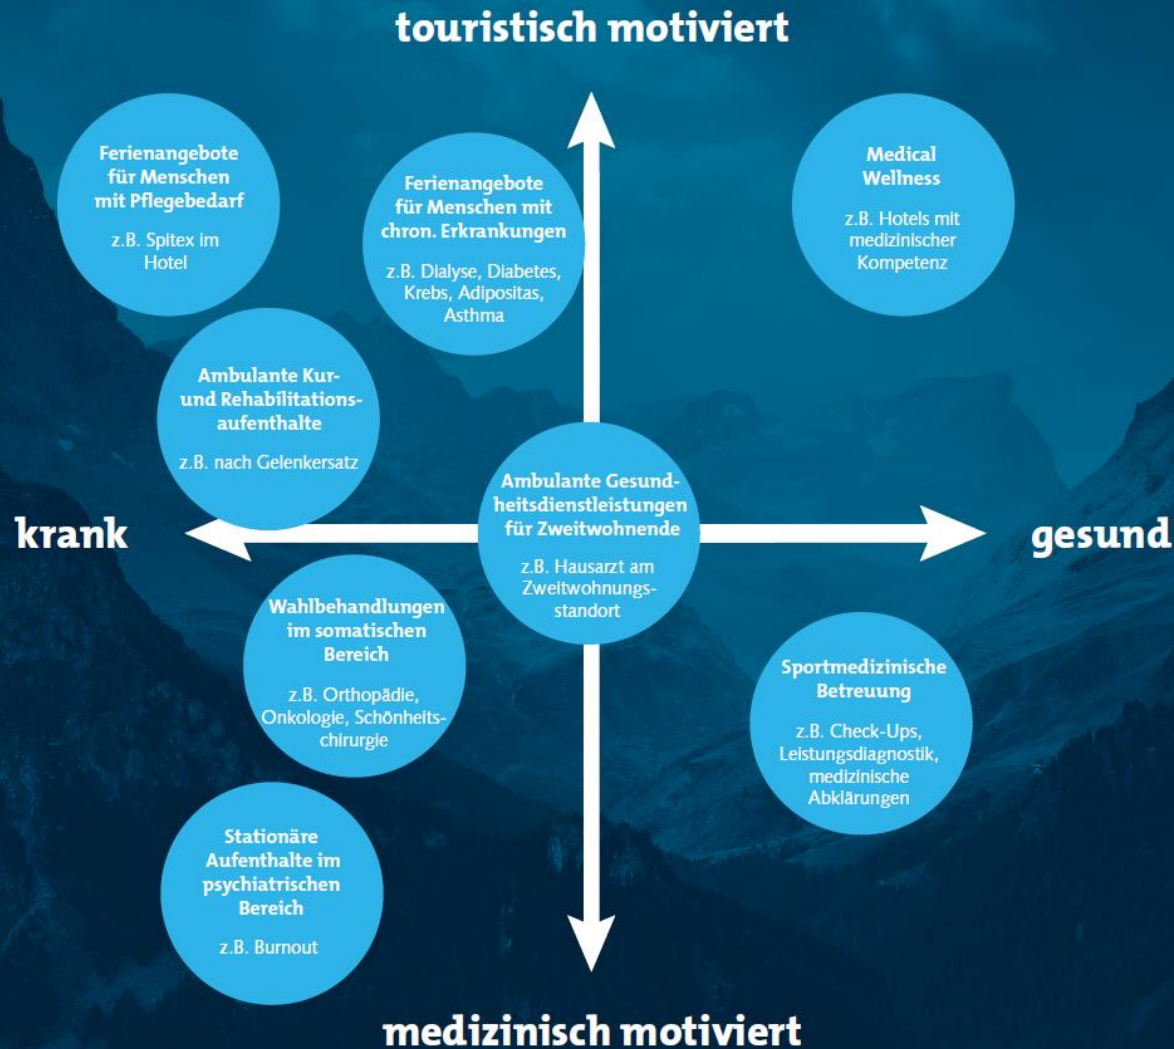 touristisch motiviert
Ferienangebote
für Menschen
mit Pflegebedarf
z.B. Spitex im
Hotel
Ferienangebote
für Menschen mit
chron. Erkrankungen
z.B. Dialyse, Diabetes,
Krebs, Adipositas,
Asthma
Medical
Wellness
z.B. Hotels mit
medizinischer
Kompetenz
Ambulante Kur-
und Rehabilitations-
aufenthalte
z.B. nach Gelenkersatz
krank
Ambulante Gesund-
heitsdienstleistungen
für Zweitwohnende
z.B. Hausarzt am
Zweitwohnungs-
standort
gesund
Wahlbehandlungen
im somatischen
Bereich
z.B. Orthopädie,
Onkologie, Schönheits-
chirurgie
Sportmedizinische
Betreuung
z.B. Check-Ups,
Leistungsdiagnostik,
medizinische
Abklärungen
Stationäre
Aufenthalte im
psychiatrischen
Bereich
z.B. Burnout
medizinisch motiviert